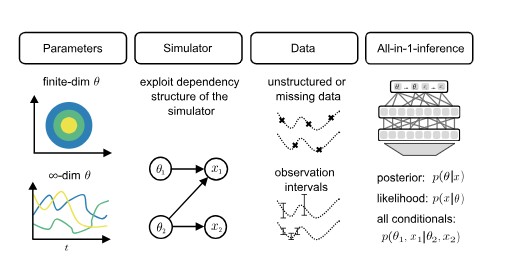 Parameters
Simulator
Data
All-in-1-inference
finite-dim θ
∞-dim θ
t
exploit dependency
structure of the
simulator
θ₁
x₁
θ₂
x₂
unstructured or
missing data
observation
intervals
posterior: p(θ|x)
likelihood: p(x|θ)
all conditionals:
p(θ₁, x₁|θ₂, x₂)